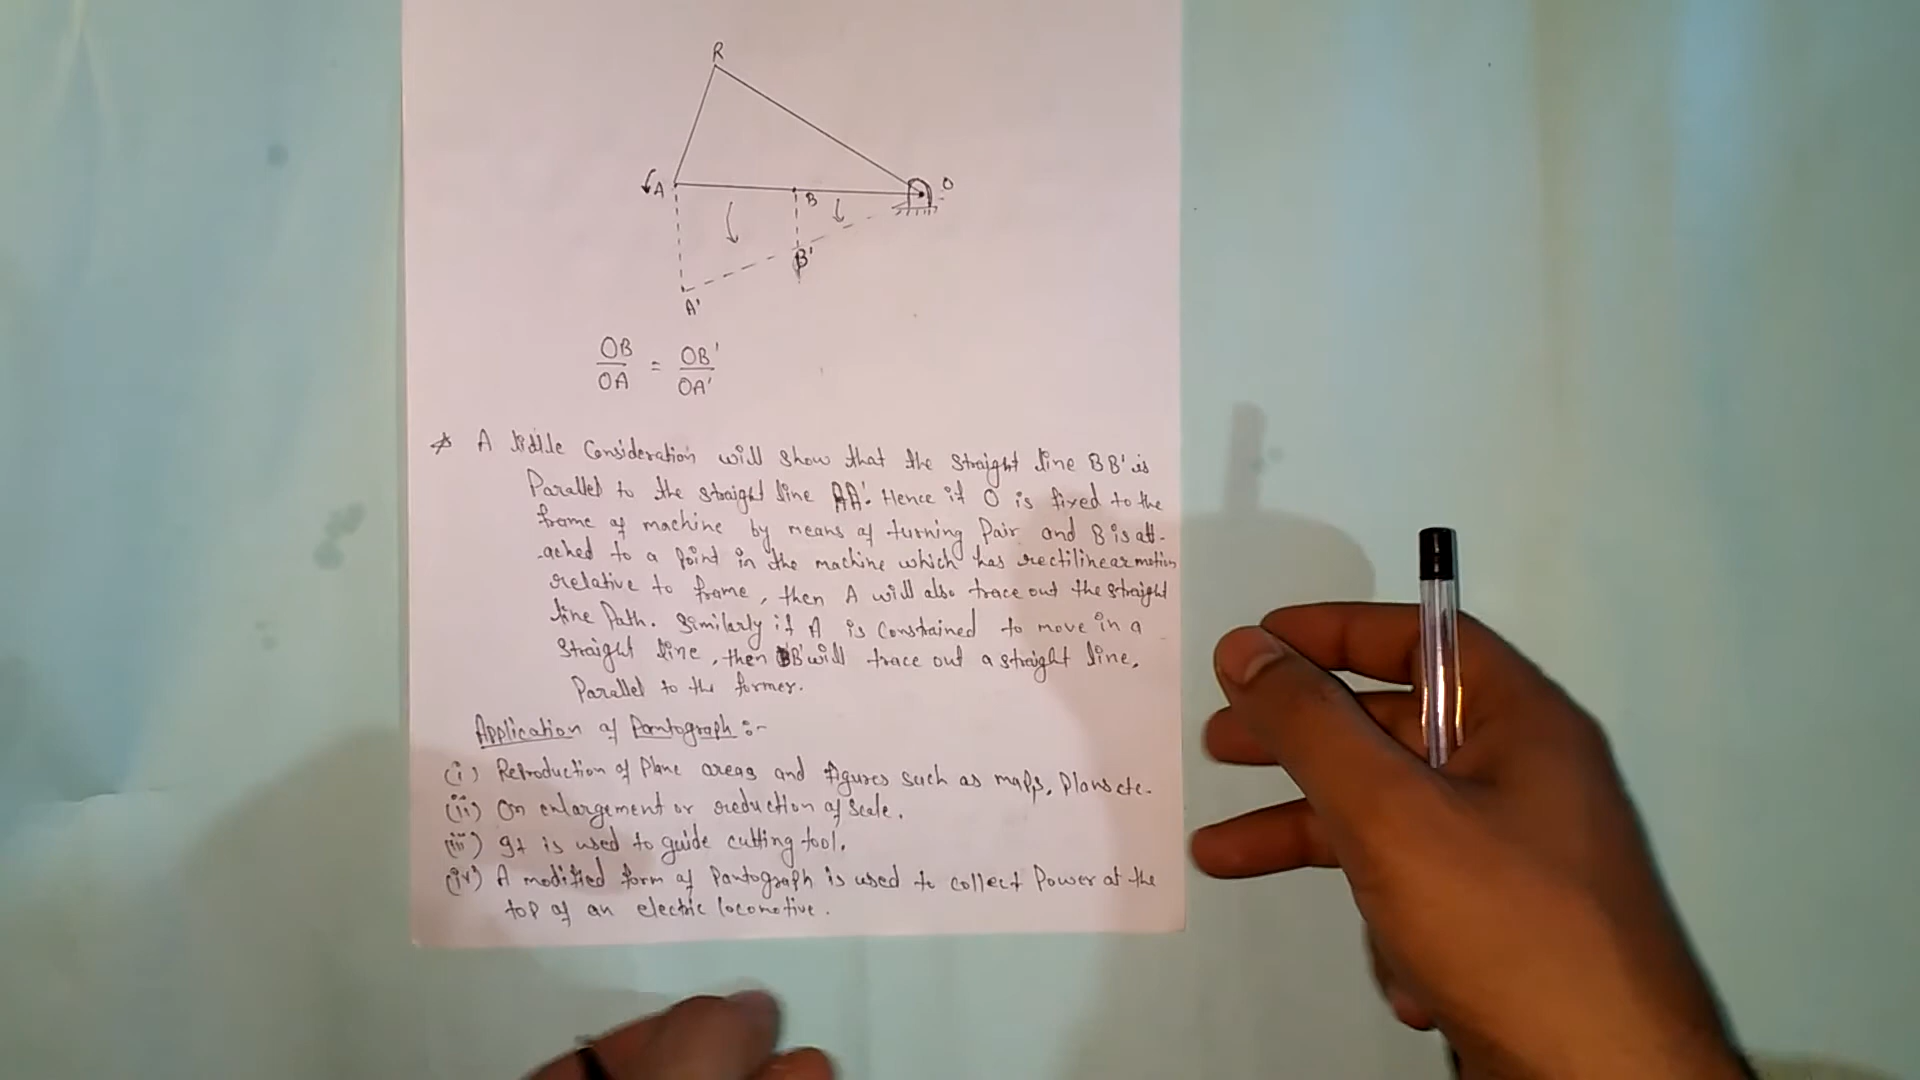 R
A
B
O
B'
A'
OB/OA = OB'/OA'
A little Consideration will show that the straight line BB' is
Parallel to the straight line AA'. Hence if O is fixed to the
frame of machine by means of turning Pair and B is att-
-ached to a point in the machine which has rectilinear motion
relative to frame, then A will also trace out the straight
line Path. Similarly if A is Constrained to move in a
straight line, then B will trace out a straight line.
Parallel to the former.
Application of Pantograph :-
(i) Reproduction of Plane areas and figures such as maps, Plans etc.
(ii) On enlargement or reduction of Scale.
(iii) It is used to guide cutting tool.
(iv) A modified form of Pantograph is used to collect Power at the
top of an electric locomotive.